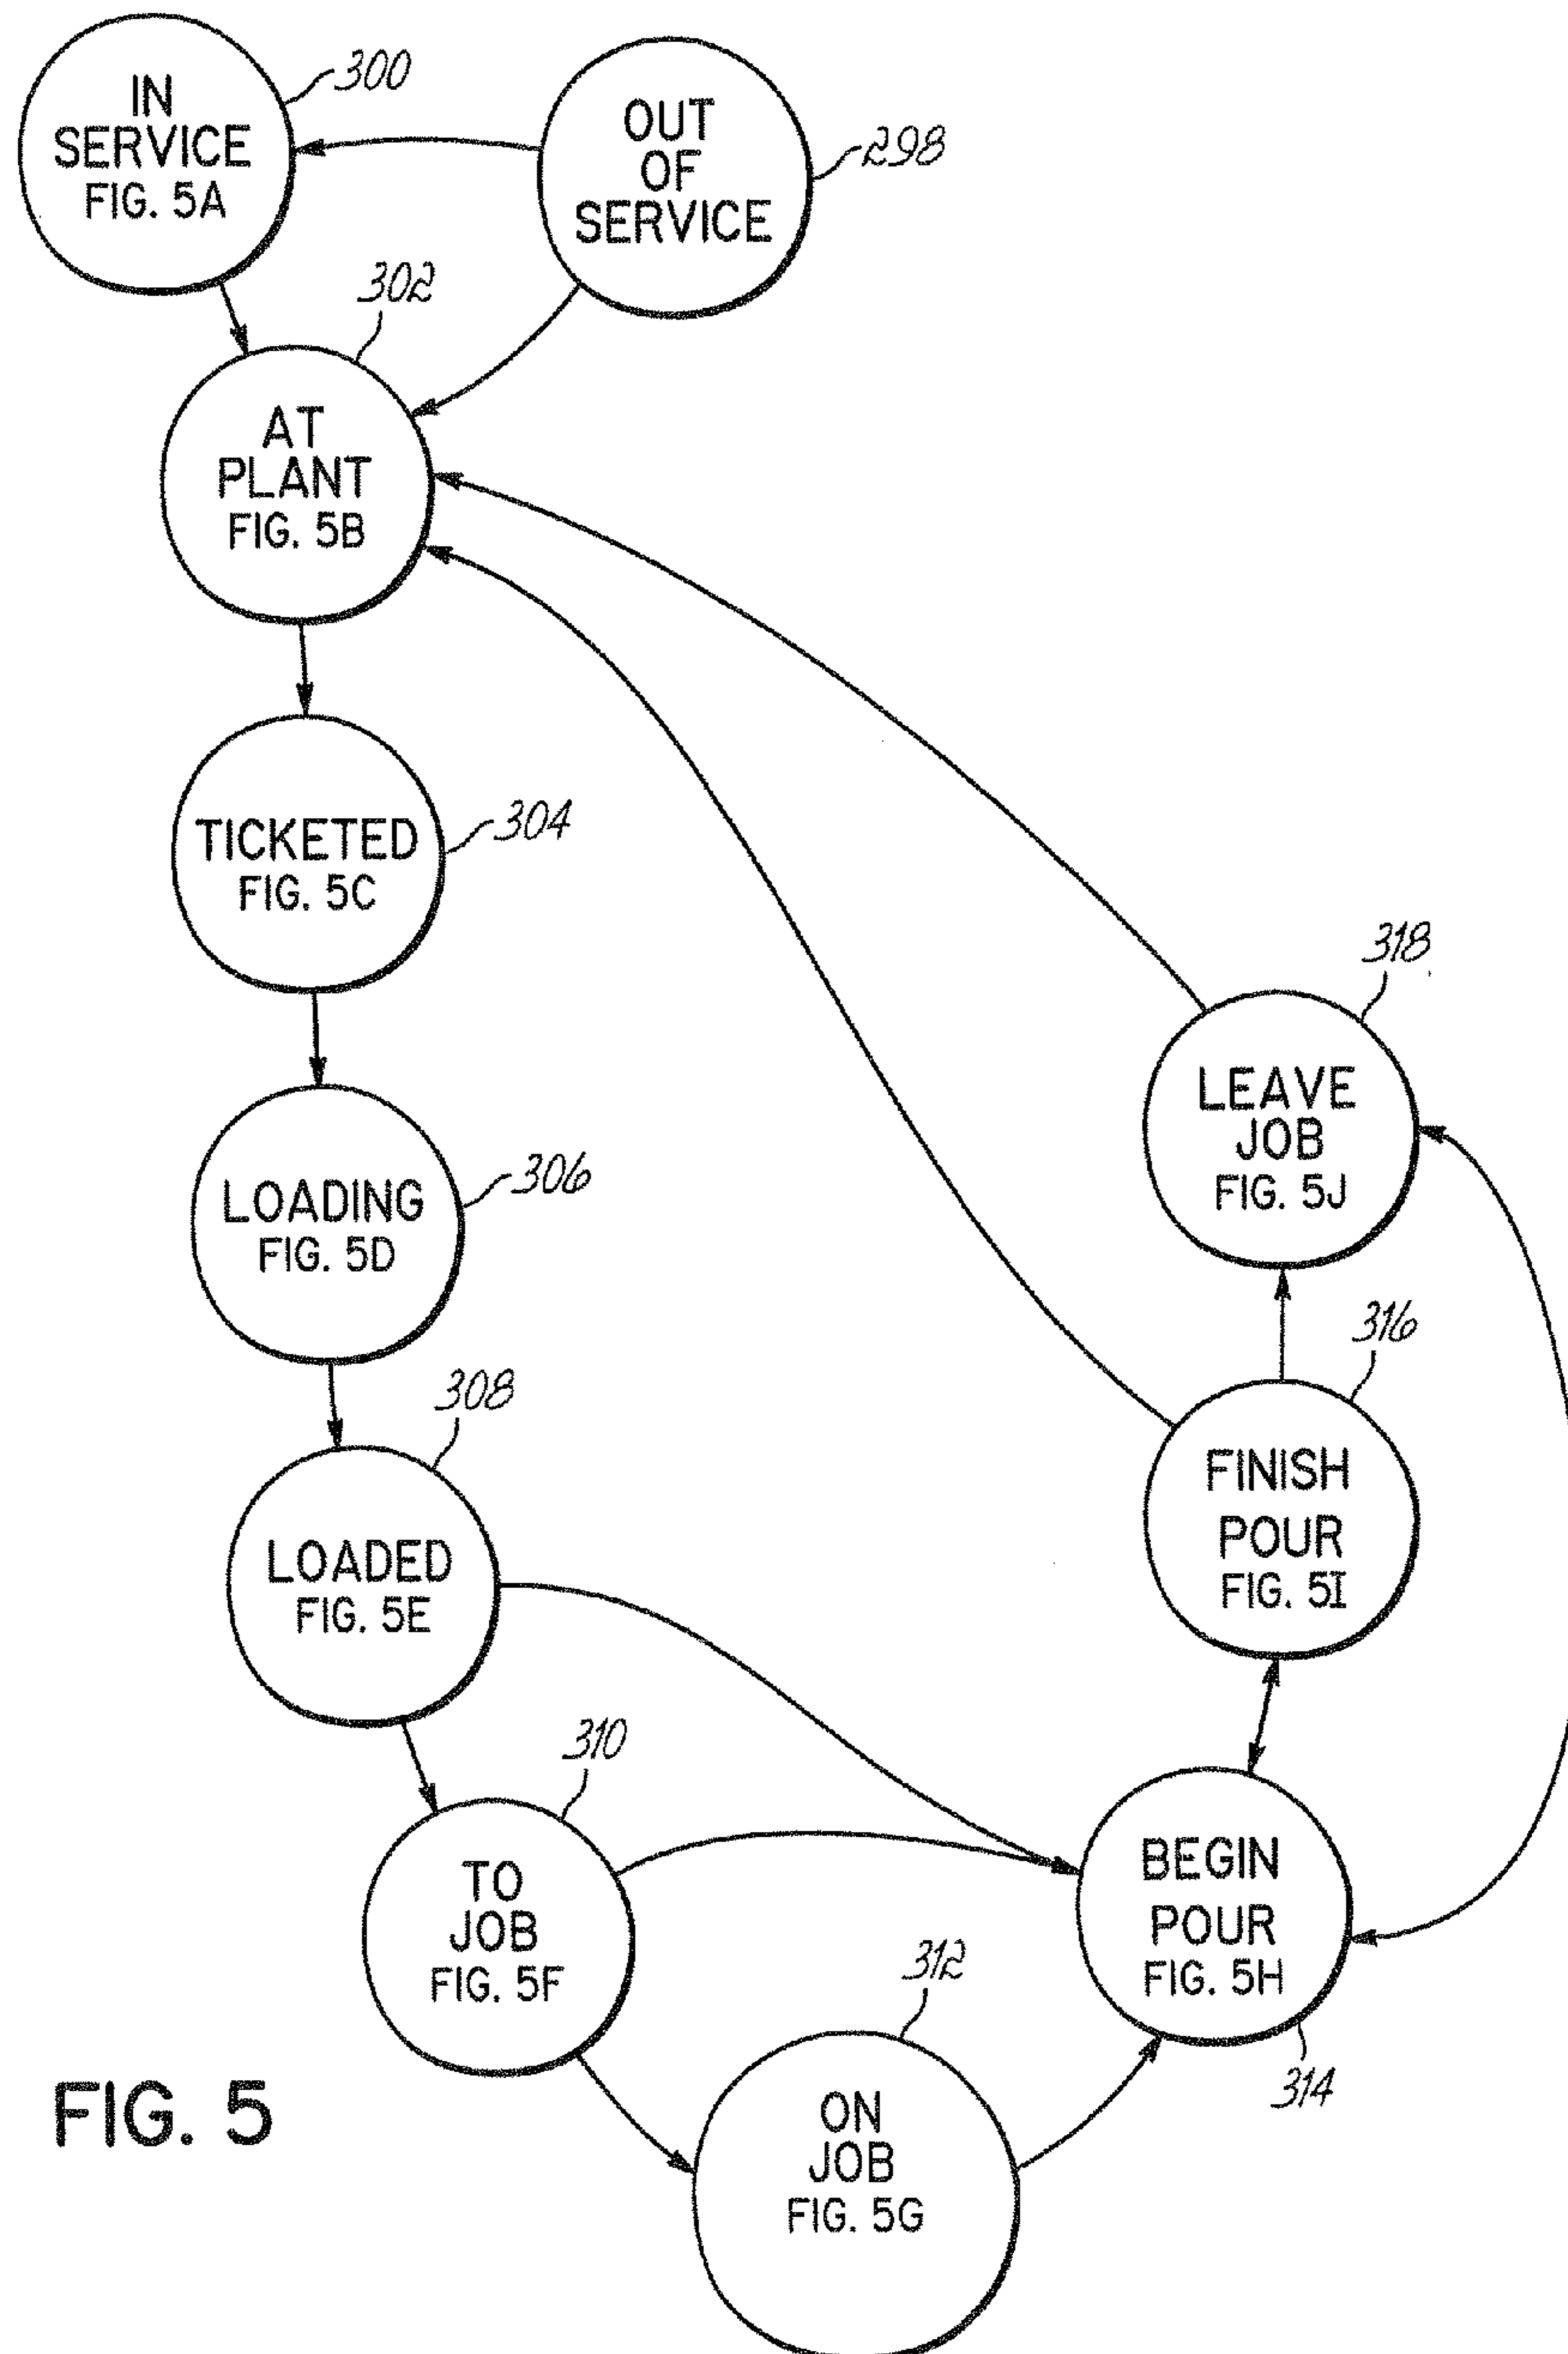 IN
SERVICE
FIG. 5A
300
OUT
OF
SERVICE
298
302
AT
PLANT
FIG. 5B
TICKETED
FIG. 5C
304
318
LEAVE
JOB
FIG. 5J
LOADING
FIG. 5D
306
316
308
FINISH
POUR
FIG. 5I
LOADED
FIG. 5E
310
TO
JOB
FIG. 5F
BEGIN
POUR
FIG. 5H
312
314
ON
JOB
FIG. 5G
FIG. 5